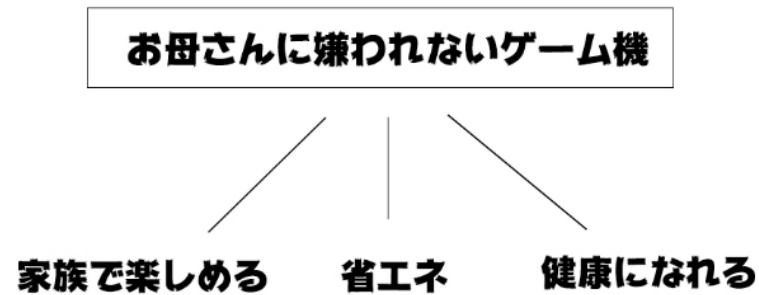 お母さんに嫌われないゲーム機
家族で楽しめる
省エネ
健康になれる